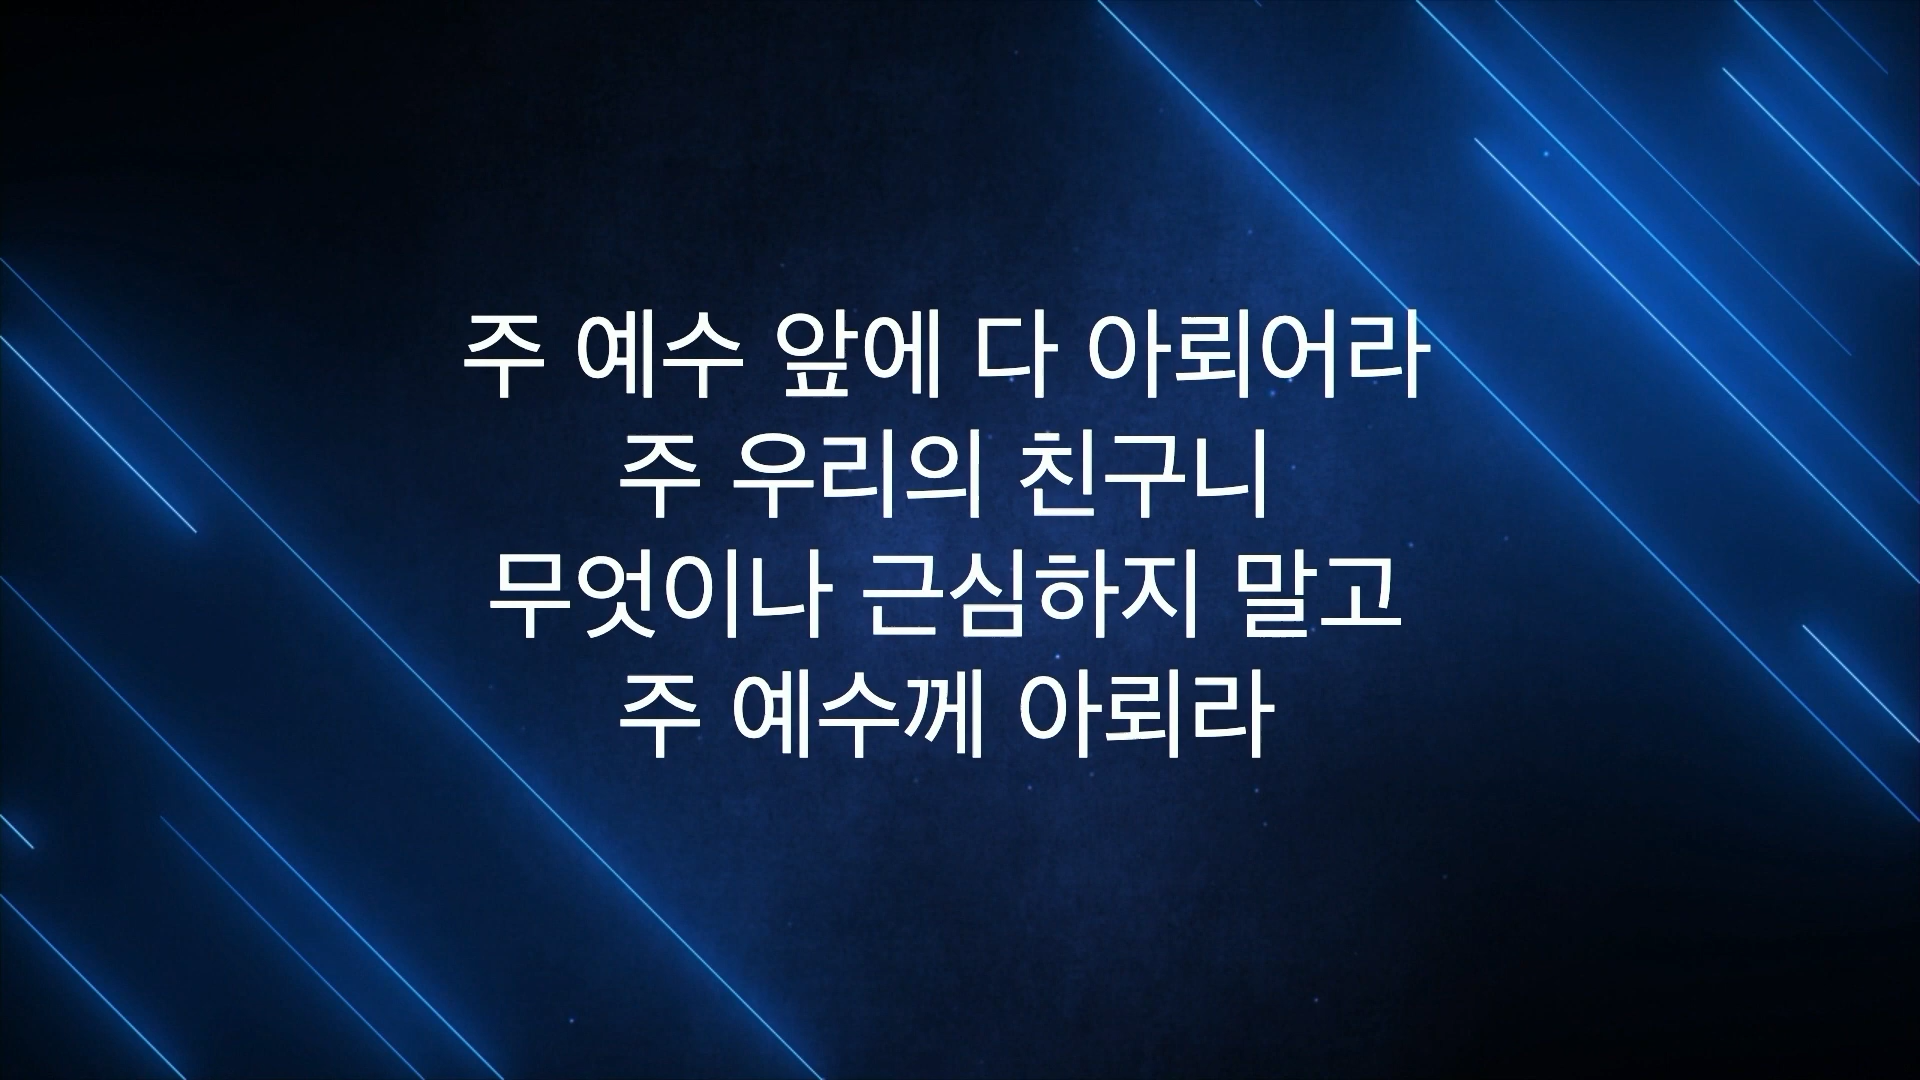 주 예수 앞에 다 아뢰어라
주 우리의 친구니
무엇이나 근심하지 말고
주 예수께 아뢰라